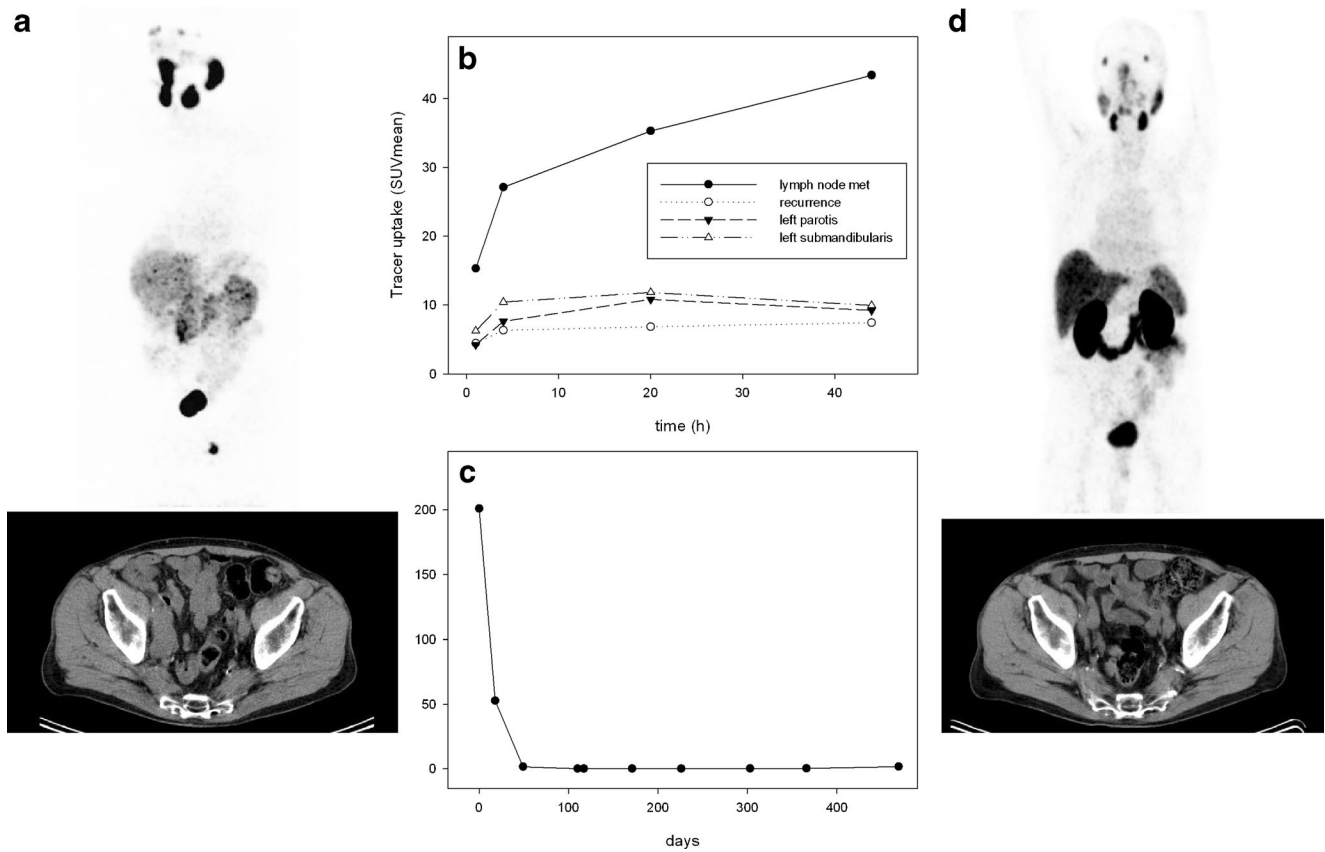 a
b
Tracer uptake (SUVmean)
40
30
20
10
0
lymph node met
recurrence
left parotis
left submandibularis
0 10 20 30 40
time (h)
c
200
150
100
50
0
0 100 200 300 400
days
d